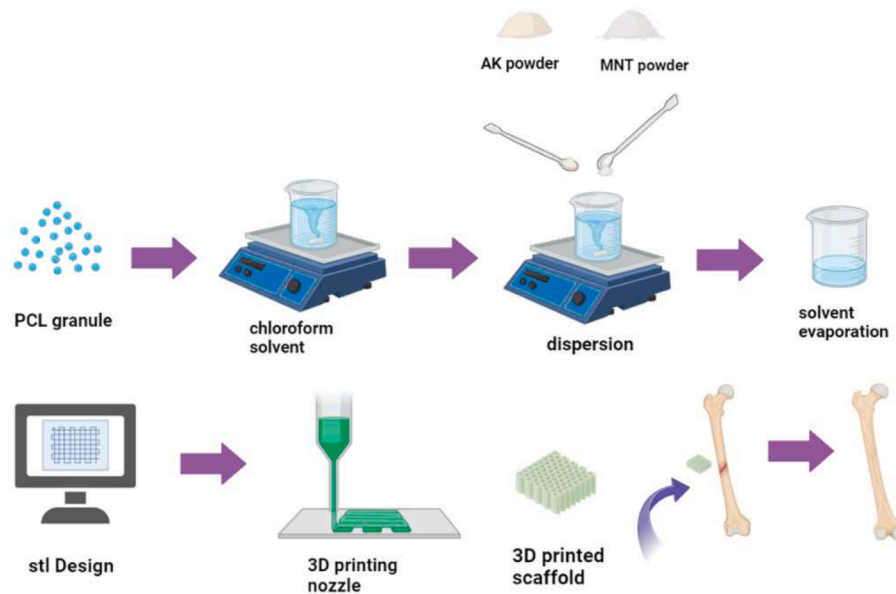 AK powder
MNT powder
PCL granule
chloroform
solvent
dispersion
solvent
evaporation
stl Design
3D printing
nozzle
3D printed
scaffold